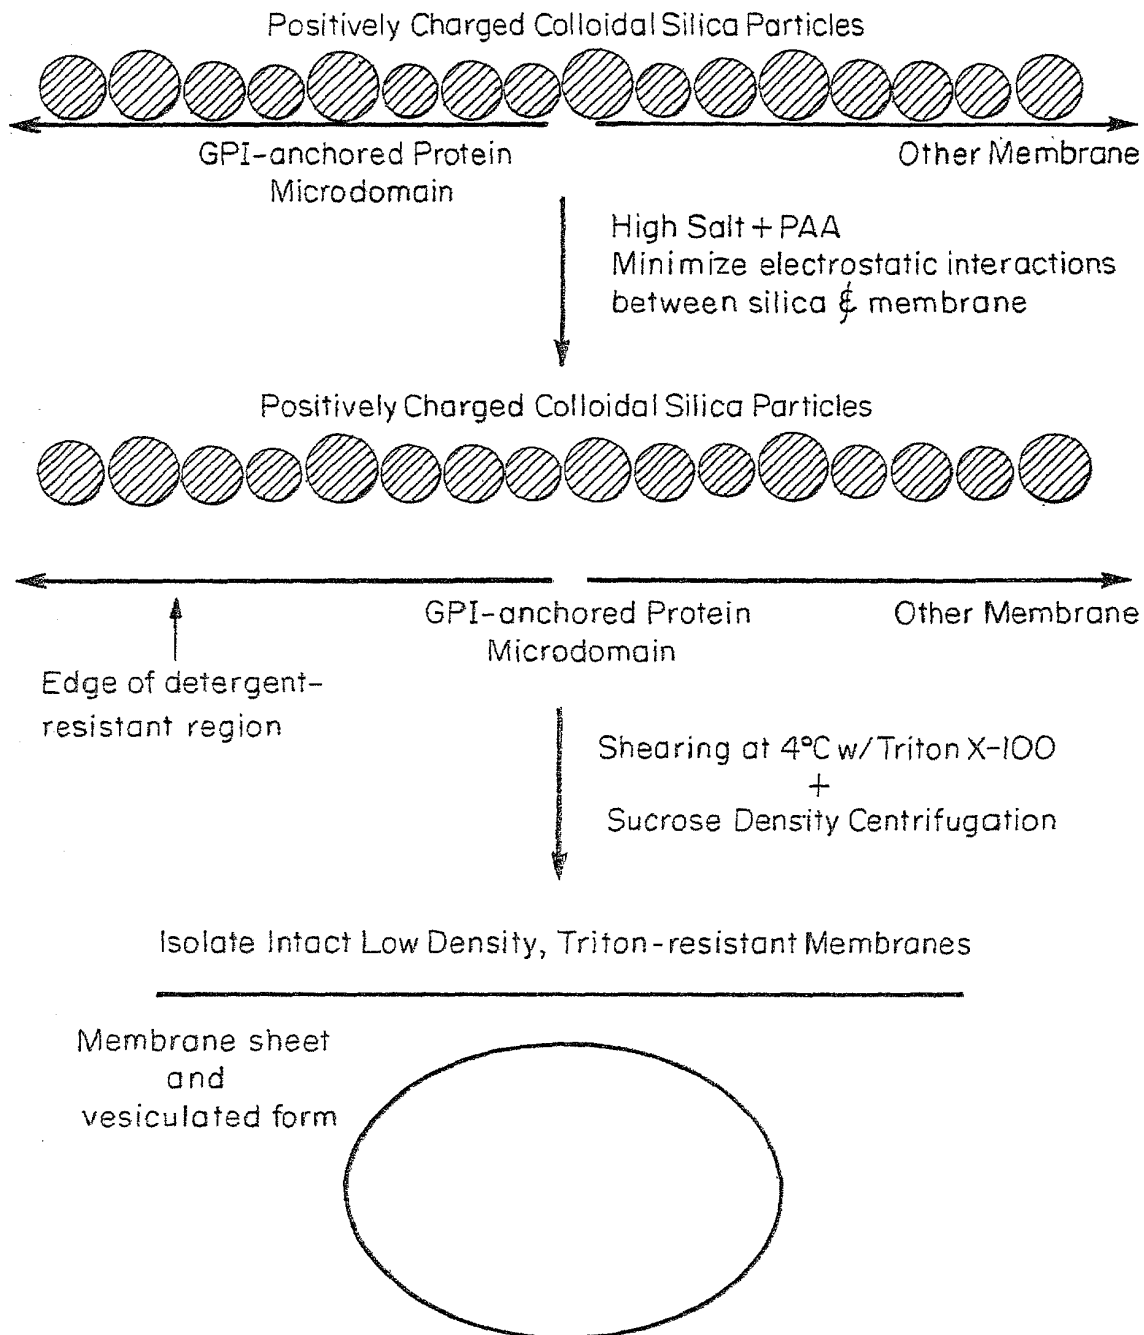 Positively Charged Colloidal Silica Particles
GPI-anchored Protein
Microdomain
Other Membrane
High Salt + PAA
Minimize electrostatic interactions
between silica & membrane
Positively Charged Colloidal Silica Particles
GPI-anchored Protein
Microdomain
Other Membrane
Edge of detergent-
resistant region
Shearing at 4°C w/Triton X-100
+
Sucrose Density Centrifugation
Isolate Intact Low Density, Triton-resistant Membranes
Membrane sheet
and
vesiculated form